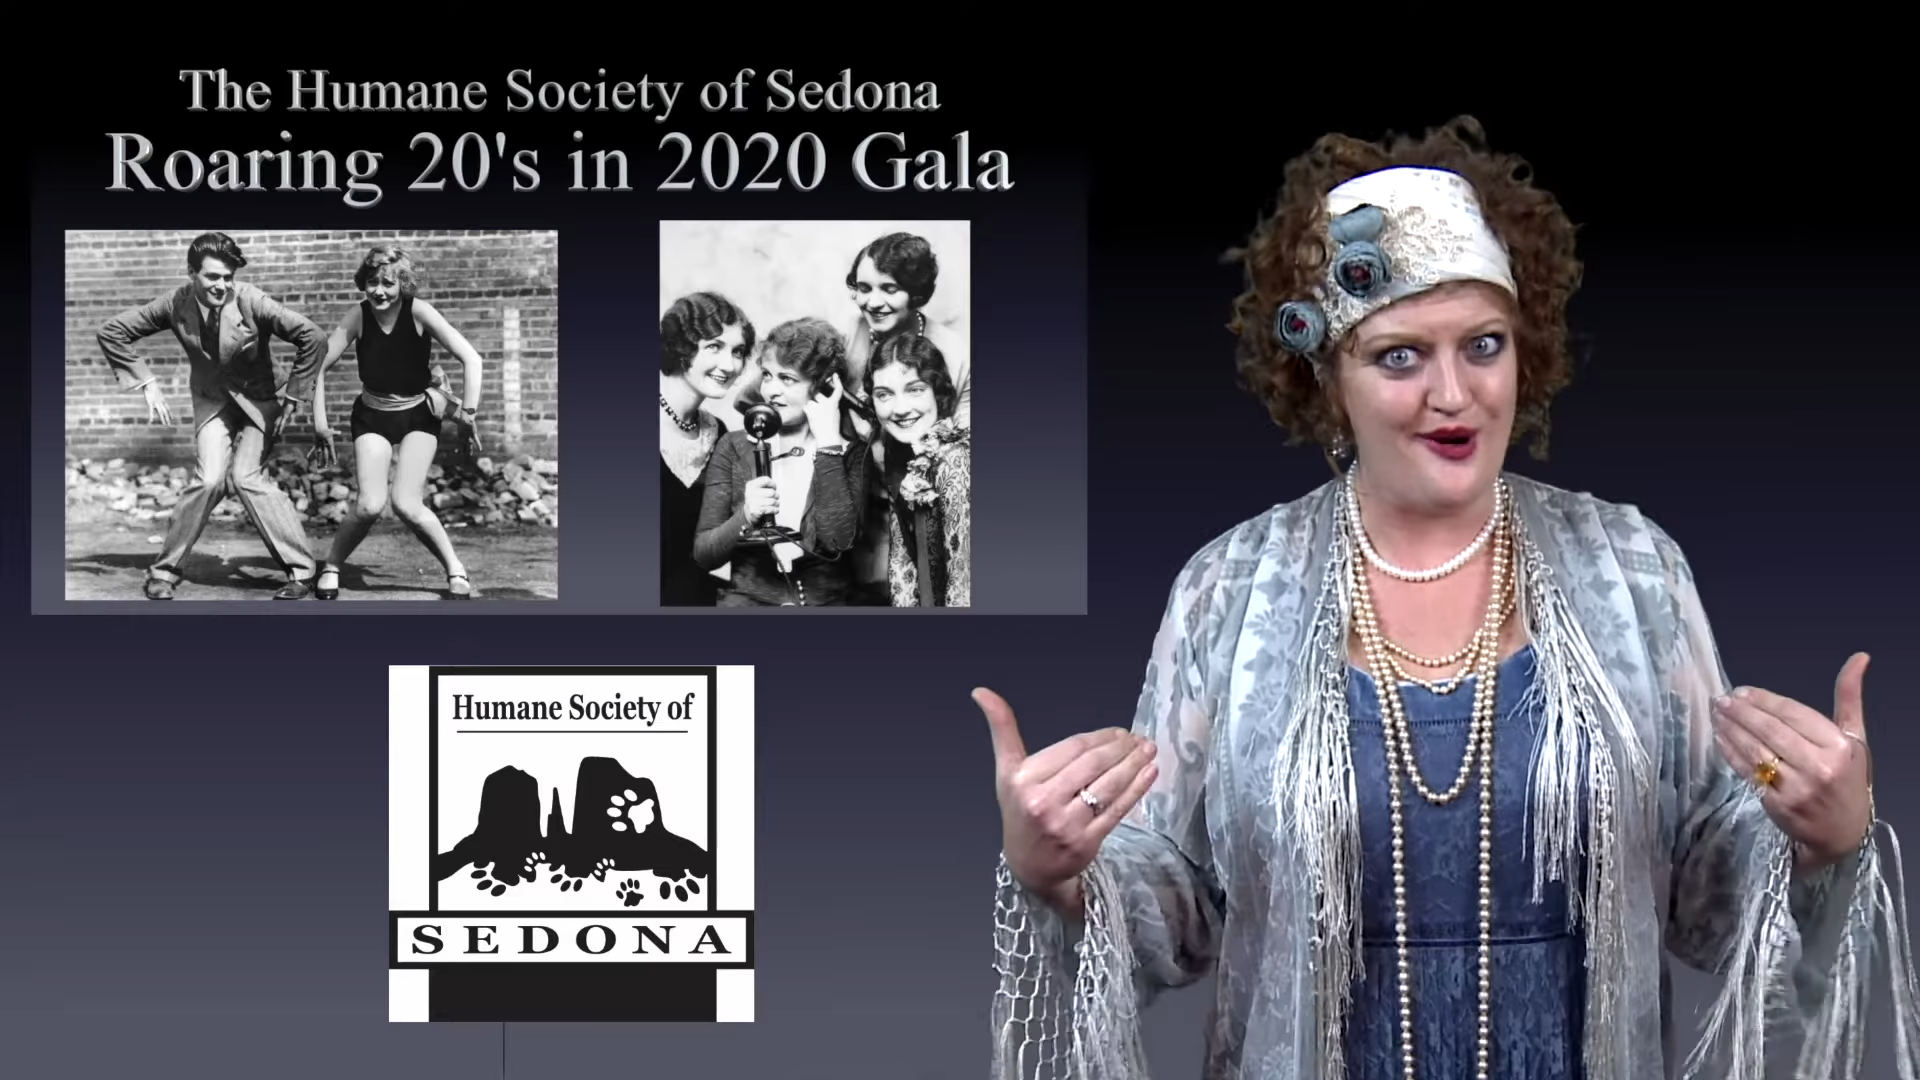 The Humane Society of Sedona
Roaring 20's in 2020 Gala
Humane Society of
SEDONA